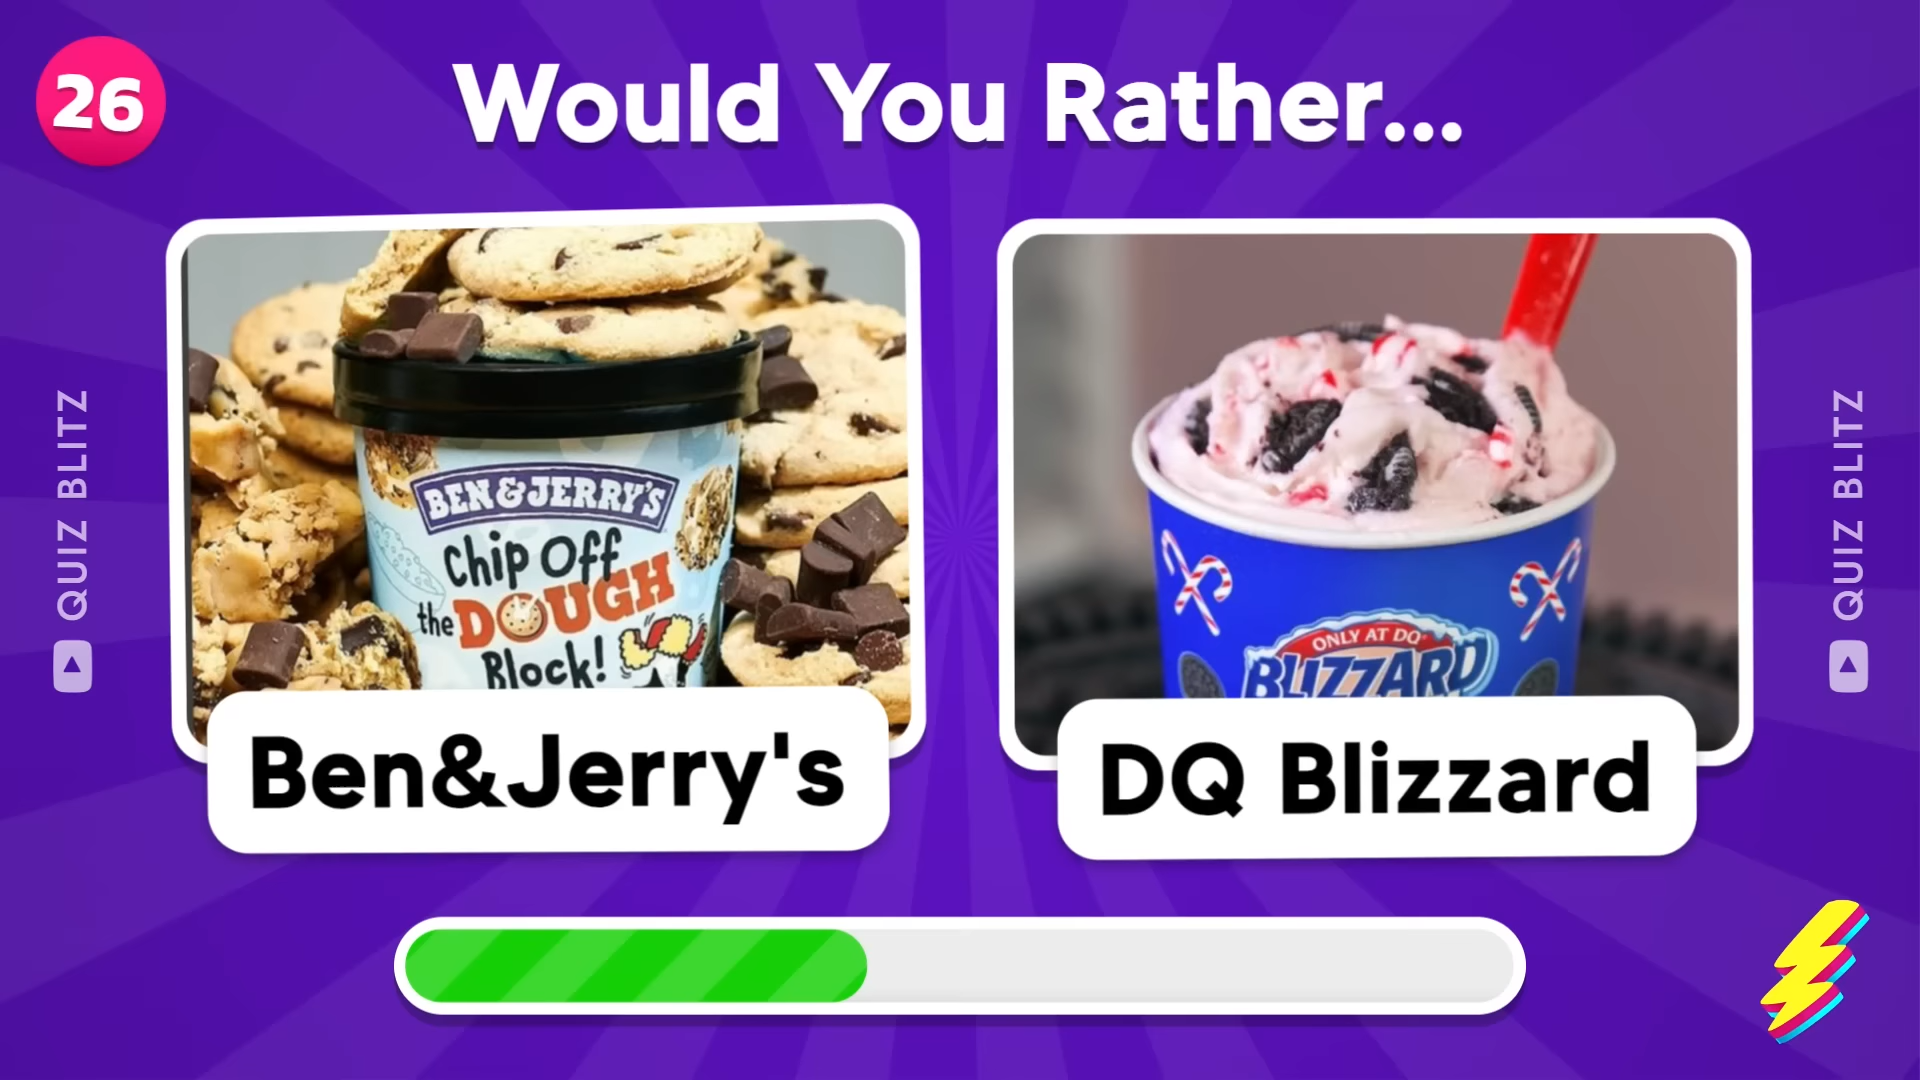 26
Would You Rather...
BEN&JERRY'S
Chip Off
the DOUGH
Block!
Ben&Jerry's
ONLY AT DQ
BLIZZARD
DQ Blizzard
QUIZ BLITZ
QUIZ BLITZ